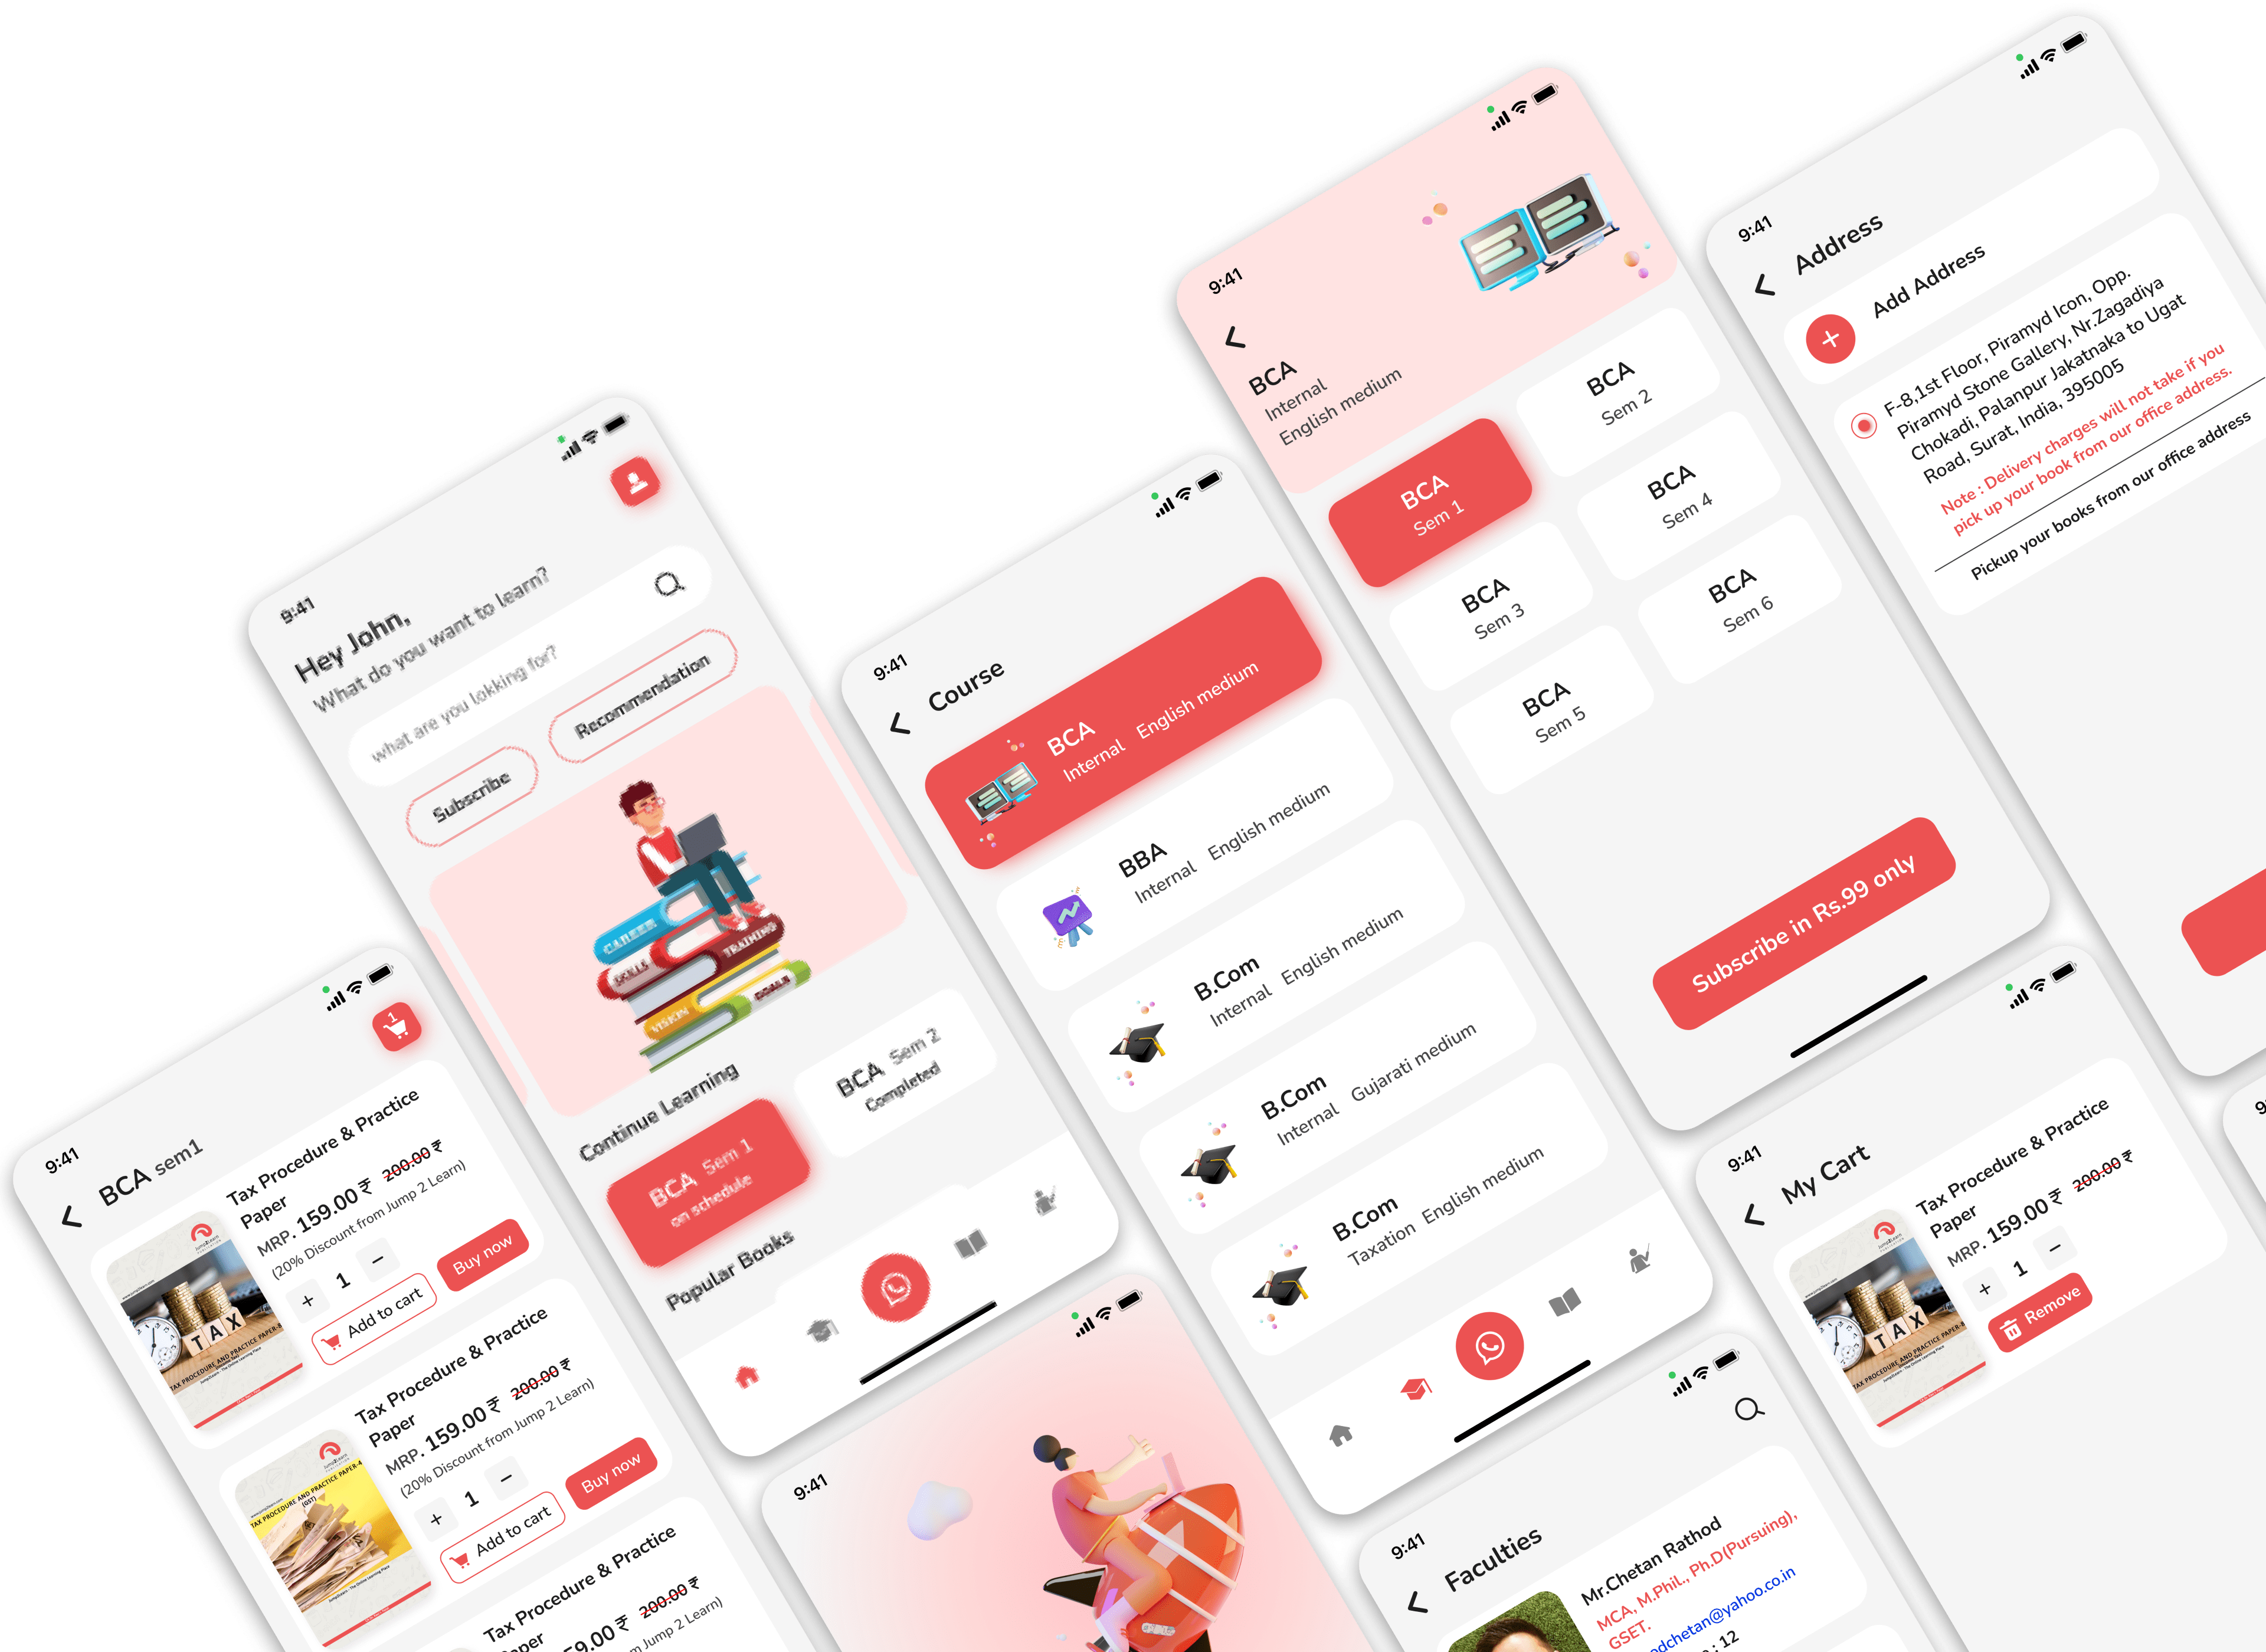 9:41
BCA sem1
1
Tax Procedure & Practice
Paper
MRP. 159.00 ₹ 200.00 ₹
(20% Discount from Jump 2 Learn)
+ 1 −
Add to cart
Buy now
TAX
TAX PROCEDURE AND PRACTICE PAPER-
Tax Procedure & Practice
Paper
MRP. 159.00 ₹ 200.00 ₹
(20% Discount from Jump 2 Learn)
+ 1 −
Add to cart
Buy now
TAX PROCEDURE AND PRACTICE PAPER-4
(GST)
Tax Procedure & Practice
59.00 ₹ 200.00 ₹
m Jump 2 Learn)
9:41
Hey John,
What do you want to learn?
what are you lokking for?
Subscribe
Recommendation
CAREER
SKILLS
TRAINING
VISION
GOALS
Continue Learning
BCA Sem 1
on schedule
BCA Sem 2
Completed
Popular Books
9:41
9:41
Course
BCA
Internal English medium
BBA
Internal English medium
B.Com
Internal English medium
B.Com
Internal Gujarati medium
B.Com
Taxation English medium
9:41
BCA
Internal
English medium
BCA
Sem 1
BCA
Sem 2
BCA
Sem 3
BCA
Sem 4
BCA
Sem 5
BCA
Sem 6
Subscribe in Rs.99 only
9:41
Faculties
Mr.Chetan Rathod
MCA, M.Phil., Ph.D(Pursuing),
GSET.
odchetan@yahoo.co.in
: 12
9:41
Address
Add Address
F-8,1st Floor, Piramyd Icon, Opp.
Piramyd Stone Gallery, Nr.Zagadiya
Chokadi, Palanpur Jakatnaka to Ugat
Road, Surat, India, 395005
Note : Delivery charges will not take if you
pick up your book from our office address.
Pickup your books from our office address
9:41
My Cart
Tax Procedure & Practice
Paper
MRP. 159.00 ₹ 200.00 ₹
+ 1 −
Remove
TAX
TAX PROCEDURE AND PRACTICE PAPER-